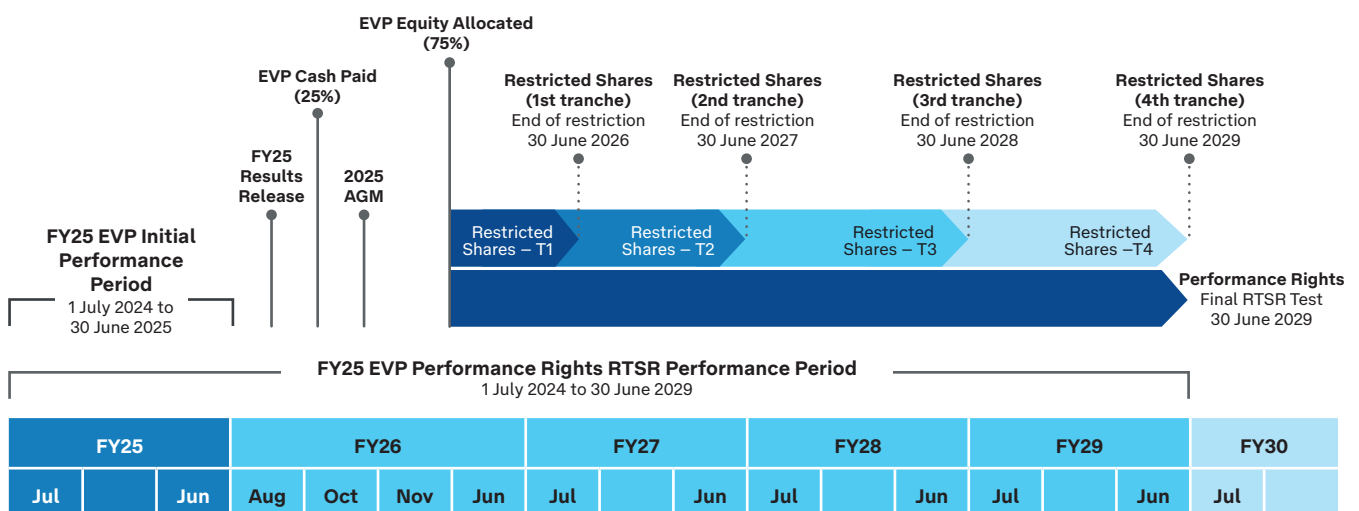 EVP Equity Allocated
(75%)
EVP Cash Paid
(25%)
Restricted Shares
(1st tranche)
End of restriction
30 June 2026
Restricted Shares
(2nd tranche)
End of restriction
30 June 2027
Restricted Shares
(3rd tranche)
End of restriction
30 June 2028
Restricted Shares
(4th tranche)
End of restriction
30 June 2029
FY25
Results
Release
2025
AGM
FY25 EVP Initial
Performance
Period
1 July 2024 to
30 June 2025
Restricted
Shares – T1
Restricted
Shares – T2
Restricted
Shares – T3
Restricted
Shares –T4
Performance Rights
Final RTSR Test
30 June 2029
FY25 EVP Performance Rights RTSR Performance Period
1 July 2024 to 30 June 2029
FY25 FY26 FY27 FY28 FY29 FY30
Jul Jun Aug Oct Nov Jun Jul Jun Jul Jun Jul Jun Jul